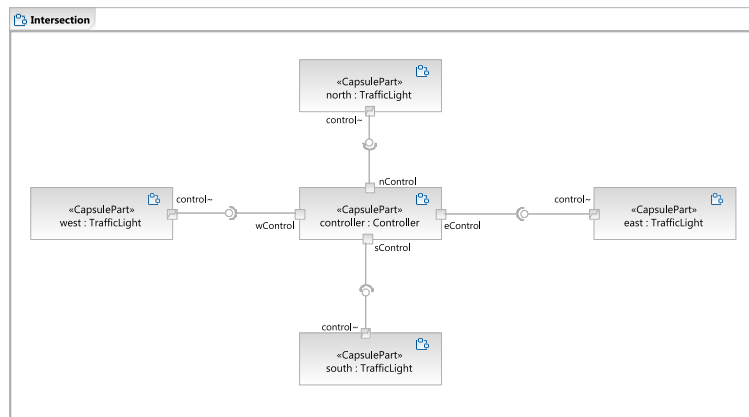 Intersection
«CapsulePart»
north : TrafficLight
control~
nControl
«CapsulePart»
west : TrafficLight
control~
wControl
«CapsulePart»
controller : Controller
eControl
sControl
control~
«CapsulePart»
east : TrafficLight
control~
«CapsulePart»
south : TrafficLight